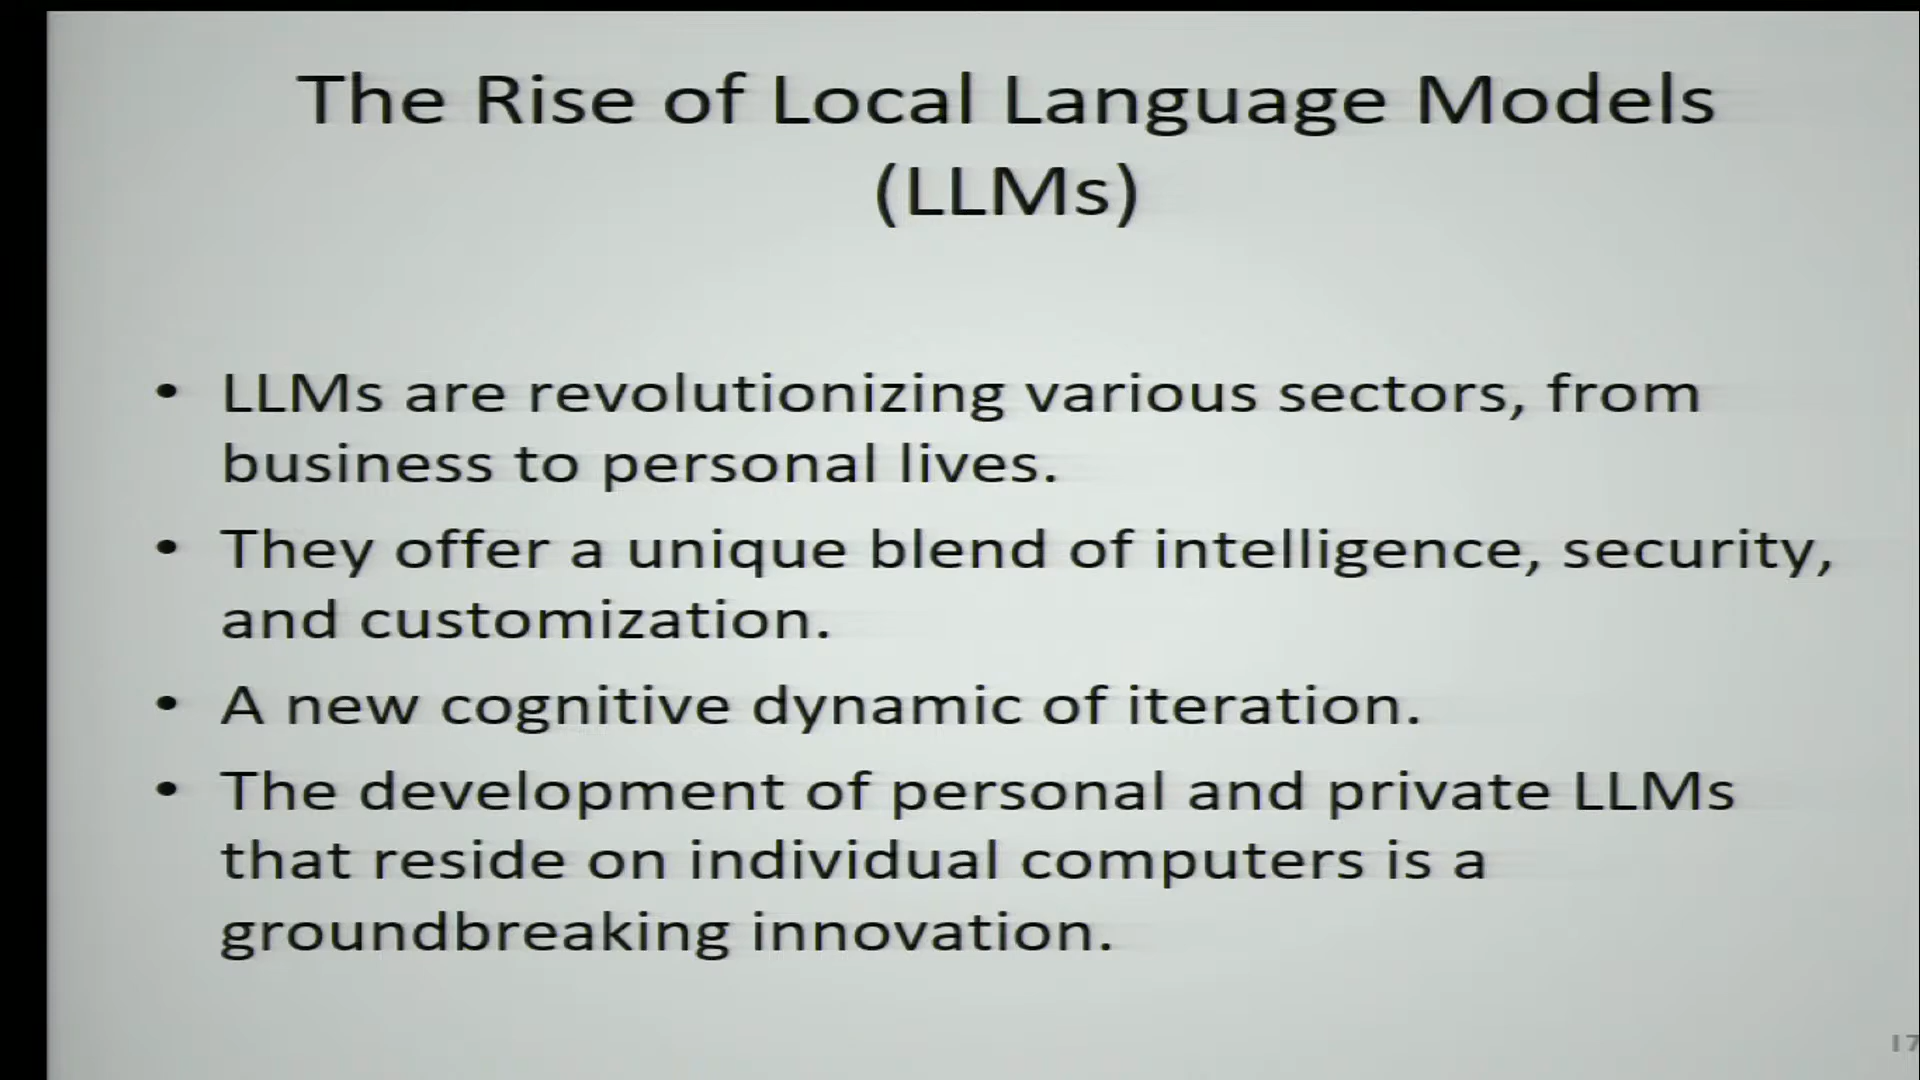 The Rise of Local Language Models
(LLMs)
• LLMs are revolutionizing various sectors, from
business to personal lives.
• They offer a unique blend of intelligence, security,
and customization.
• A new cognitive dynamic of iteration.
• The development of personal and private LLMs
that reside on individual computers is a
groundbreaking innovation.
17